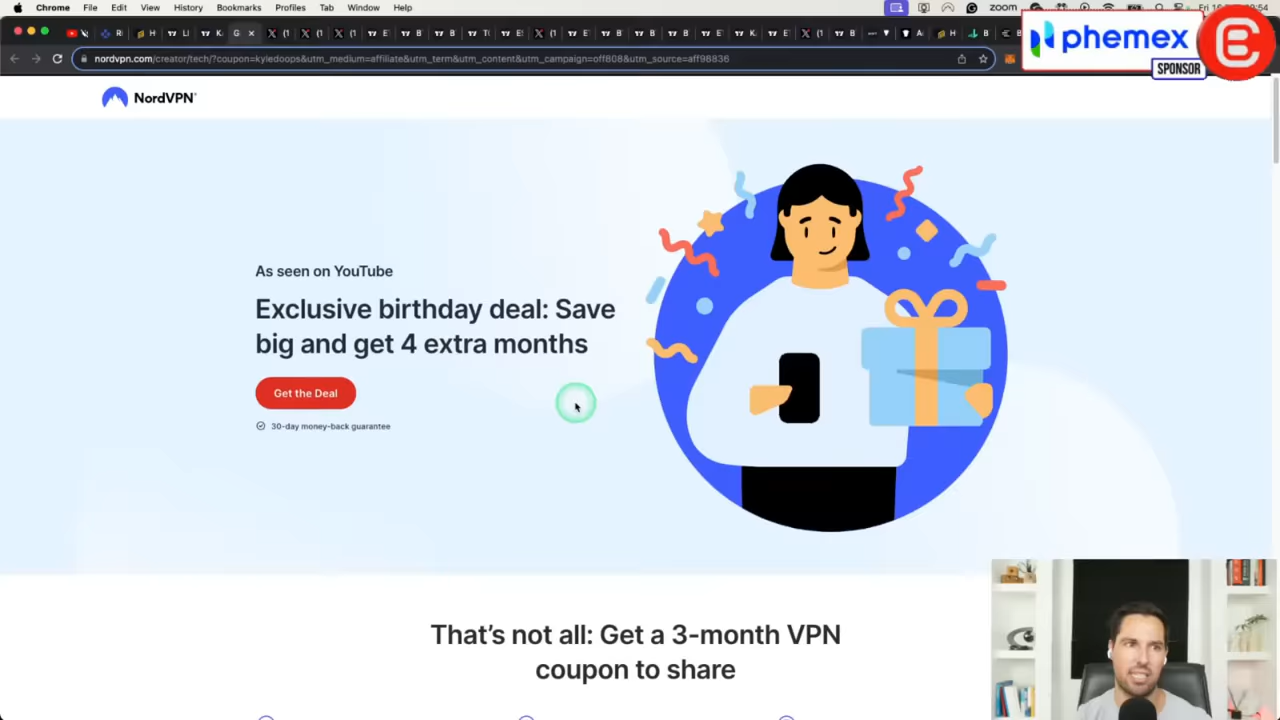 Chrome File Edit View History Bookmarks Profiles Tab Window Help
zoom
phemex
SPONSOR
nordvpn.com/creator/tech/?coupon=kyledoops&utm_medium=affiliate&utm_term&utm_content&utm_campaign=off608&utm_source=aff96836
NordVPN
As seen on YouTube
Exclusive birthday deal: Save
big and get 4 extra months
Get the Deal
30-day money-back guarantee
That's not all: Get a 3-month VPN
coupon to share